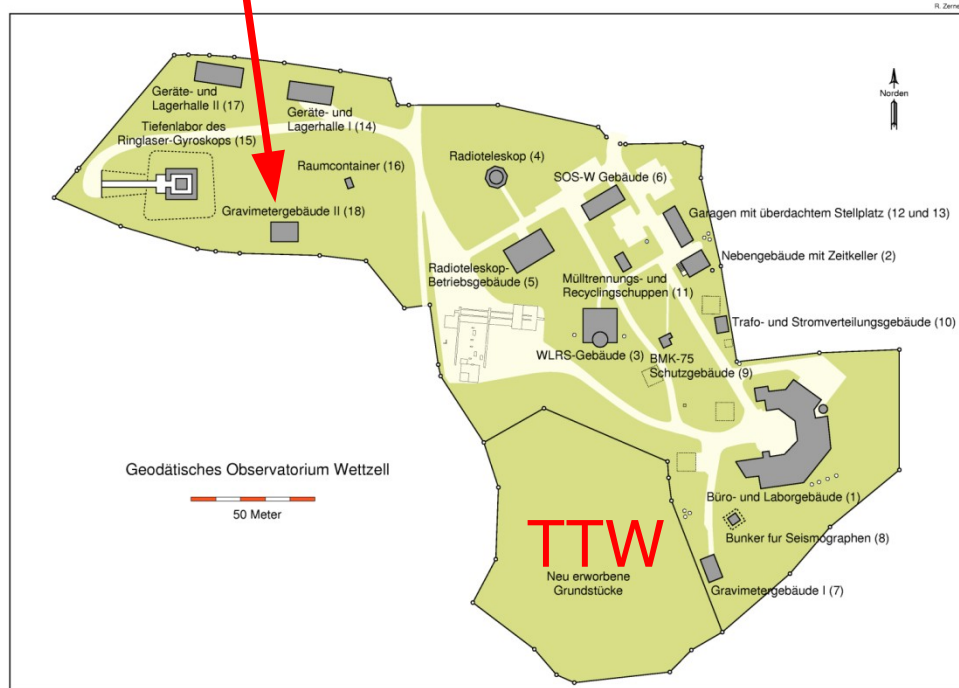 R. Zerne
Geräte- und
Lagerhalle II (17)
Geräte- und
Lagerhalle I (14)
Norden
Tiefenlabor des
Ringlaser-Gyroskops (15)
Raumcontainer (16)
Radioteleskop (4)
SOS-W Gebäude (6)
Gravimetergebäude II (18)
Garagen mit überdachtem Stellplatz (12 und 13)
Nebengebäude mit Zeitkeller (2)
Radioteleskop-
Betriebsgebäude (5)
Mülltrennungs- und
Recyclingschuppen (11)
Trafo- und Stromverteilungsgebäude (10)
WLRS-Gebäude (3)
BMK-75
Schutzgebäude (9)
Geodätisches Observatorium Wettzell
50 Meter
Büro- und Laborgebäude (1)
TTW
Neu erworbene
Grundstücke
Bunker fur Seismographen (8)
Gravimetergebäude I (7)